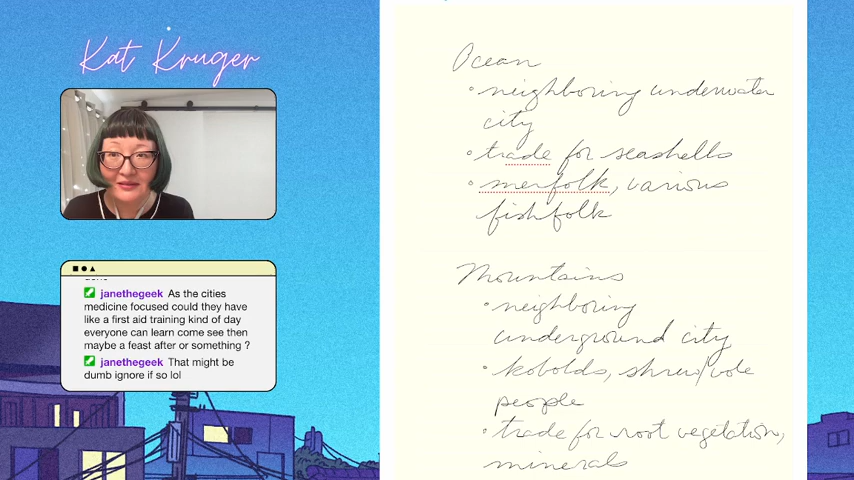 Kat Kruger
janethegeek As the cities
medicine focused could they have
like a first aid training kind of day
everyone can learn come see then
maybe a feast after or something ?
janethegeek That might be
dumb ignore if so lol
Ocean
• neighboring underwater
city
• trade for seashells
• merfolk, various
fishfolk
Mountains
• neighboring
underground city
• kobolds, shrew/vole
people
• trade for root vegetation,
minerals